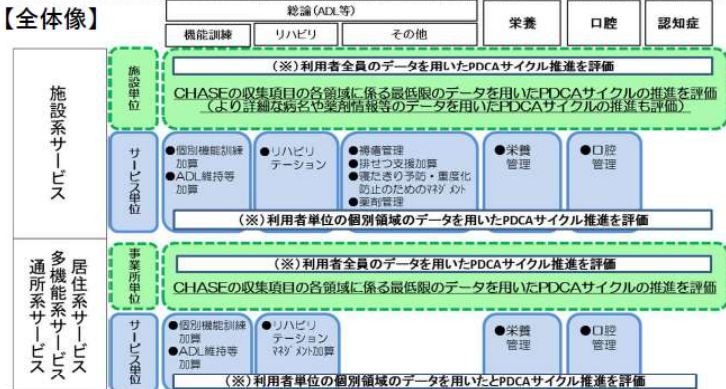 【全体像】
総論(ADL等)
栄養
口腔
認知症
機能訓練
リハビリ
その他
施設系サービス
施設単位
(※)利用者全員のデータを用いたPDCAサイクル推進を評価
CHASEの収集項目の各領域に係る最低限のデータを用いたPDCAサイクルの推進を評価
(より詳細な病名や薬剤情報等のデータを用いたPDCAサイクルの推進も評価)
サービス単位
●個別機能訓練
加算
●ADL維持等
加算
●リハビリ
テーション
●褥瘡管理
●排せつ支援加算
●寝たきり予防・重度化
防止のためのマネジメント
●薬剤管理
●栄養
管理
●口腔
管理
(※)利用者単位の個別領域のデータを用いたPDCAサイクル推進を評価
居住系サービス
多機能系サービス
通所系サービス
事業所単位
(※)利用者全員のデータを用いたPDCAサイクル推進を評価
CHASEの収集項目の各領域に係る最低限のデータを用いたPDCAサイクルの推進を評価
サービス単位
●個別機能訓練
加算
●ADL維持等
加算
●リハビリ
テーション
マネジメント加算
●栄養
管理
●口腔
管理
(※)利用者単位の個別領域のデータを用いたとPDCAサイクル推進を評価